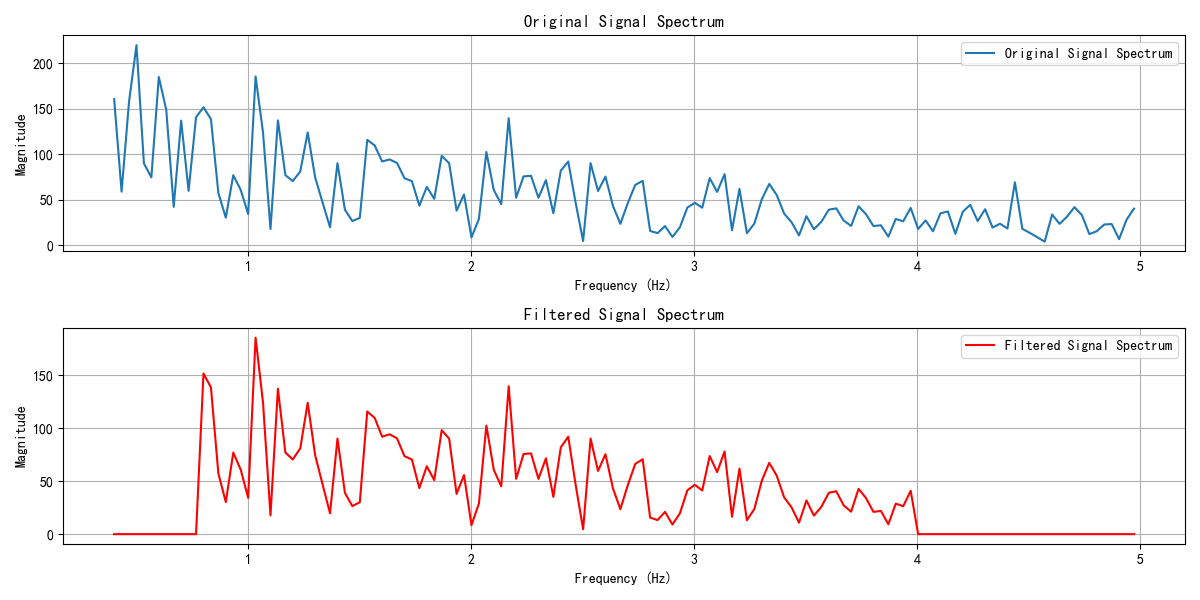 Original Signal Spectrum
Original Signal Spectrum
Magnitude
200
150
100
50
0
1 2 3 4 5
Frequency (Hz)
Filtered Signal Spectrum
Filtered Signal Spectrum
Magnitude
150
100
50
0
1 2 3 4 5
Frequency (Hz)